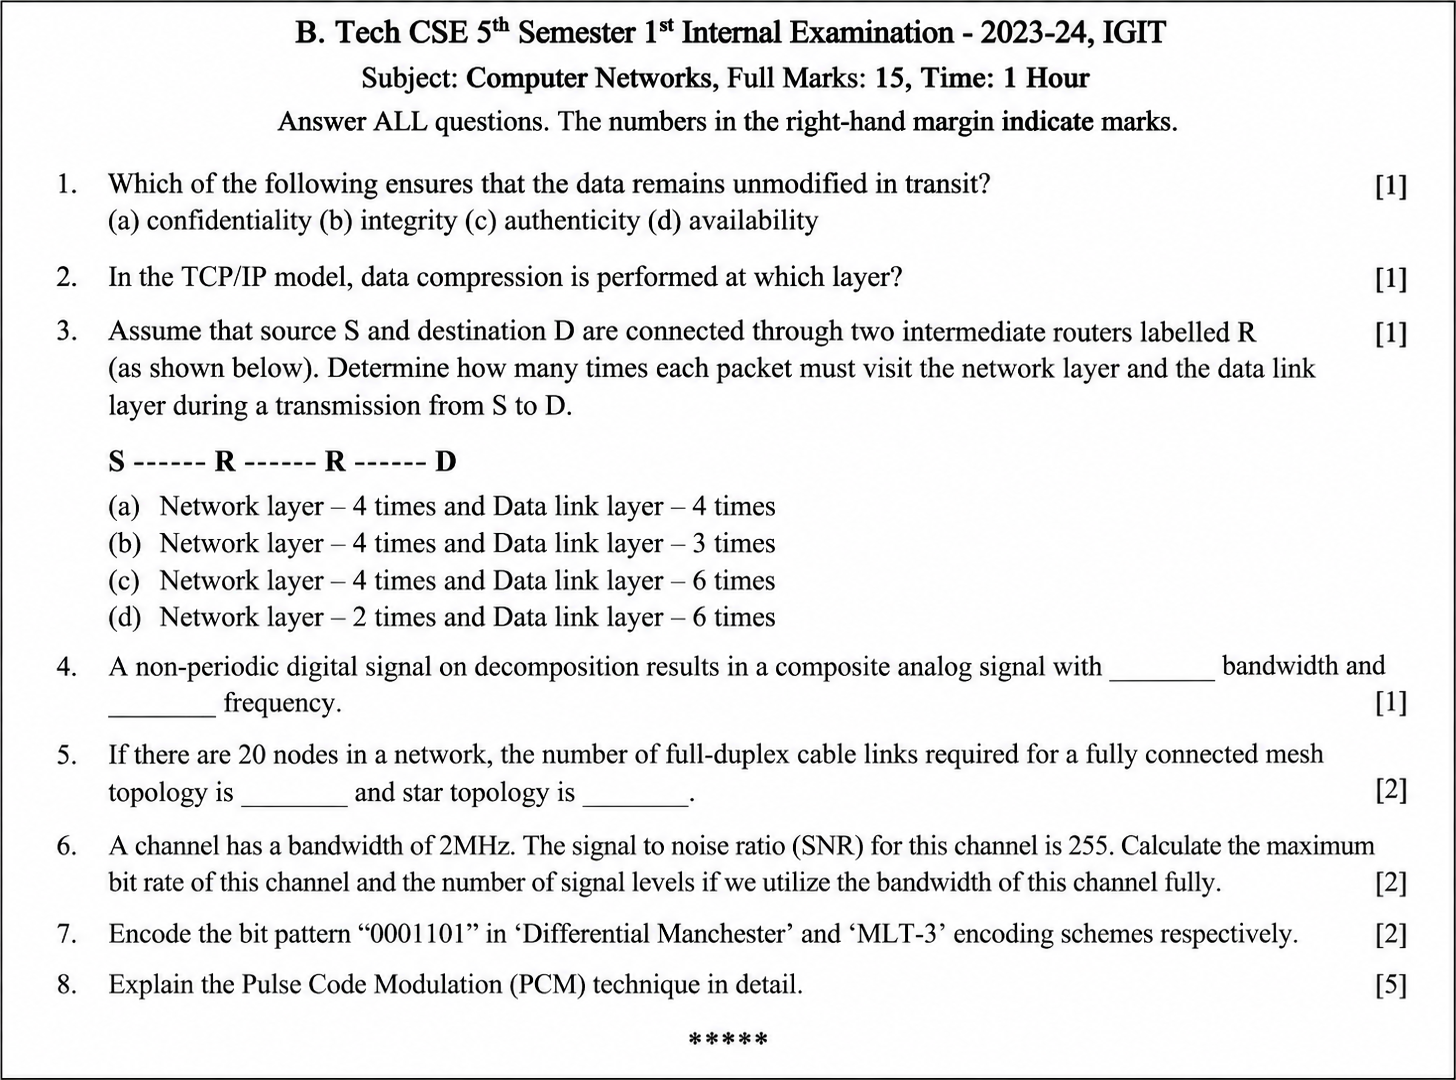 B. Tech CSE 5th Semester 1st Internal Examination - 2023-24, IGIT
Subject: Computer Networks, Full Marks: 15, Time: 1 Hour
Answer ALL questions. The numbers in the right-hand margin indicate marks.
1. Which of the following ensures that the data remains unmodified in transit? [1]
(a) confidentiality (b) integrity (c) authenticity (d) availability
2. In the TCP/IP model, data compression is performed at which layer? [1]
3. Assume that source S and destination D are connected through two intermediate routers labelled R [1]
(as shown below). Determine how many times each packet must visit the network layer and the data link
layer during a transmission from S to D.
S ------ R ------ R ------ D
(a) Network layer – 4 times and Data link layer – 4 times
(b) Network layer – 4 times and Data link layer – 3 times
(c) Network layer – 4 times and Data link layer – 6 times
(d) Network layer – 2 times and Data link layer – 6 times
4. A non-periodic digital signal on decomposition results in a composite analog signal with ________ bandwidth and
________ frequency. [1]
5. If there are 20 nodes in a network, the number of full-duplex cable links required for a fully connected mesh
topology is ________ and star topology is ________. [2]
6. A channel has a bandwidth of 2MHz. The signal to noise ratio (SNR) for this channel is 255. Calculate the maximum
bit rate of this channel and the number of signal levels if we utilize the bandwidth of this channel fully. [2]
7. Encode the bit pattern “0001101” in ‘Differential Manchester’ and ‘MLT-3’ encoding schemes respectively. [2]
8. Explain the Pulse Code Modulation (PCM) technique in detail. [5]
*****